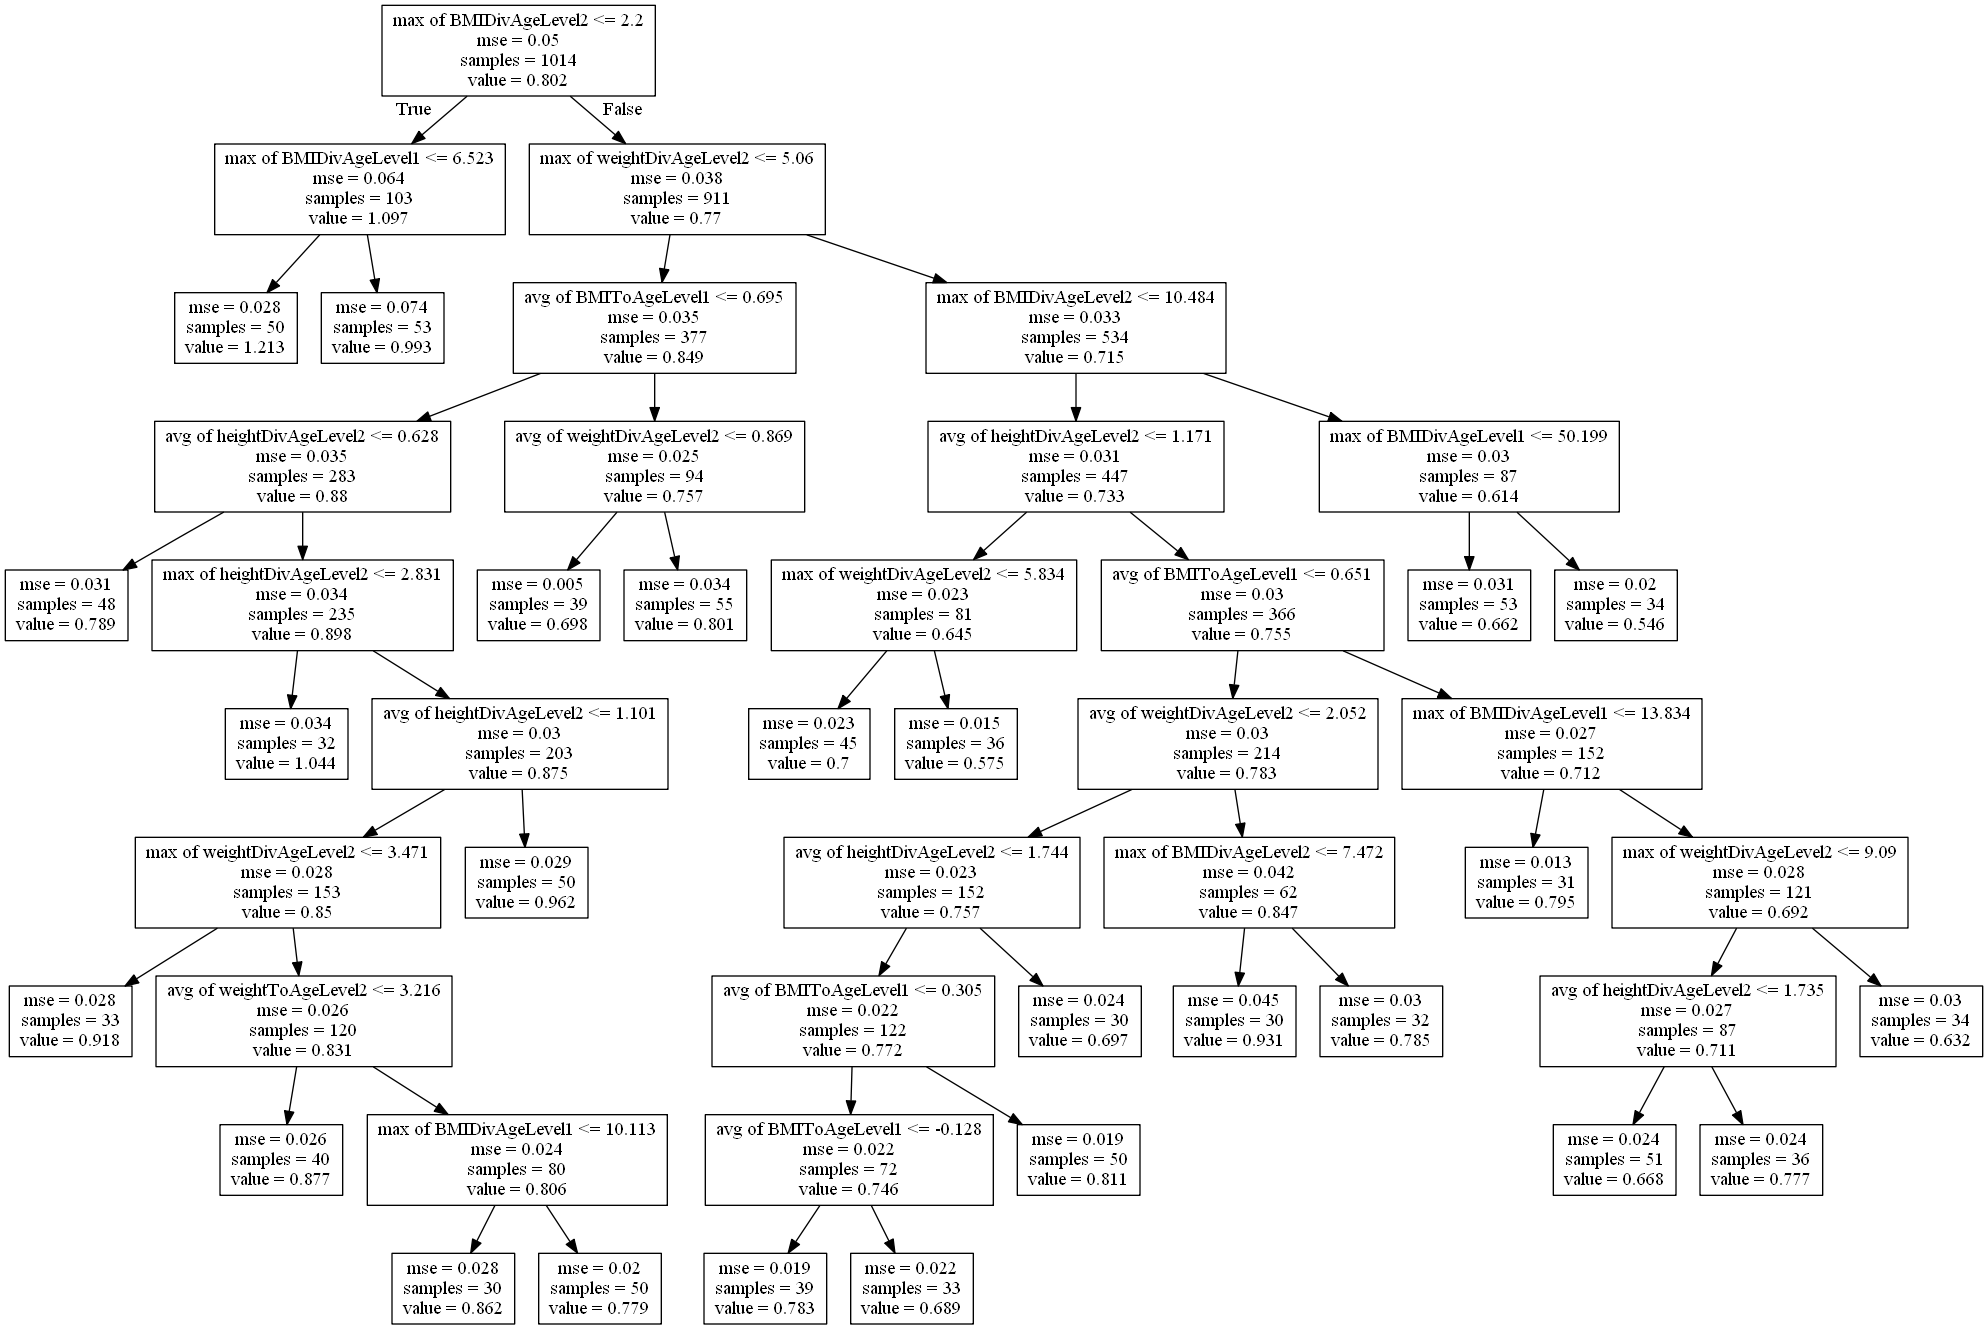 max of BMIDivAgeLevel2 <= 2.2
mse = 0.05
samples = 1014
value = 0.802
True
False
max of BMIDivAgeLevel1 <= 6.523
mse = 0.064
samples = 103
value = 1.097
max of weightDivAgeLevel2 <= 5.06
mse = 0.038
samples = 911
value = 0.77
mse = 0.028
samples = 50
value = 1.213
mse = 0.074
samples = 53
value = 0.993
avg of BMIToAgeLevel1 <= 0.695
mse = 0.035
samples = 377
value = 0.849
max of BMIDivAgeLevel2 <= 10.484
mse = 0.033
samples = 534
value = 0.715
avg of heightDivAgeLevel2 <= 0.628
mse = 0.035
samples = 283
value = 0.88
avg of weightDivAgeLevel2 <= 0.869
mse = 0.025
samples = 94
value = 0.757
avg of heightDivAgeLevel2 <= 1.171
mse = 0.031
samples = 447
value = 0.733
max of BMIDivAgeLevel1 <= 50.199
mse = 0.03
samples = 87
value = 0.614
mse = 0.031
samples = 48
value = 0.789
max of heightDivAgeLevel2 <= 2.831
mse = 0.034
samples = 235
value = 0.898
mse = 0.005
samples = 39
value = 0.698
mse = 0.034
samples = 55
value = 0.801
max of weightDivAgeLevel2 <= 5.834
mse = 0.023
samples = 81
value = 0.645
avg of BMIToAgeLevel1 <= 0.651
mse = 0.03
samples = 366
value = 0.755
mse = 0.031
samples = 53
value = 0.662
mse = 0.02
samples = 34
value = 0.546
mse = 0.034
samples = 32
value = 1.044
avg of heightDivAgeLevel2 <= 1.101
mse = 0.03
samples = 203
value = 0.875
mse = 0.023
samples = 45
value = 0.7
mse = 0.015
samples = 36
value = 0.575
avg of weightDivAgeLevel2 <= 2.052
mse = 0.03
samples = 214
value = 0.783
max of BMIDivAgeLevel1 <= 13.834
mse = 0.027
samples = 152
value = 0.712
max of weightDivAgeLevel2 <= 3.471
mse = 0.028
samples = 153
value = 0.85
mse = 0.029
samples = 50
value = 0.962
avg of heightDivAgeLevel2 <= 1.744
mse = 0.023
samples = 152
value = 0.757
max of BMIDivAgeLevel2 <= 7.472
mse = 0.042
samples = 62
value = 0.847
mse = 0.013
samples = 31
value = 0.795
max of weightDivAgeLevel2 <= 9.09
mse = 0.028
samples = 121
value = 0.692
mse = 0.028
samples = 33
value = 0.918
avg of weightToAgeLevel2 <= 3.216
mse = 0.026
samples = 120
value = 0.831
avg of BMIToAgeLevel1 <= 0.305
mse = 0.022
samples = 122
value = 0.772
mse = 0.024
samples = 30
value = 0.697
mse = 0.045
samples = 30
value = 0.931
mse = 0.03
samples = 32
value = 0.785
avg of heightDivAgeLevel2 <= 1.735
mse = 0.027
samples = 87
value = 0.711
mse = 0.03
samples = 34
value = 0.632
mse = 0.026
samples = 40
value = 0.877
max of BMIDivAgeLevel1 <= 10.113
mse = 0.024
samples = 80
value = 0.806
avg of BMIToAgeLevel1 <= -0.128
mse = 0.022
samples = 72
value = 0.746
mse = 0.019
samples = 50
value = 0.811
mse = 0.024
samples = 51
value = 0.668
mse = 0.024
samples = 36
value = 0.777
mse = 0.028
samples = 30
value = 0.862
mse = 0.02
samples = 50
value = 0.779
mse = 0.019
samples = 39
value = 0.783
mse = 0.022
samples = 33
value = 0.689